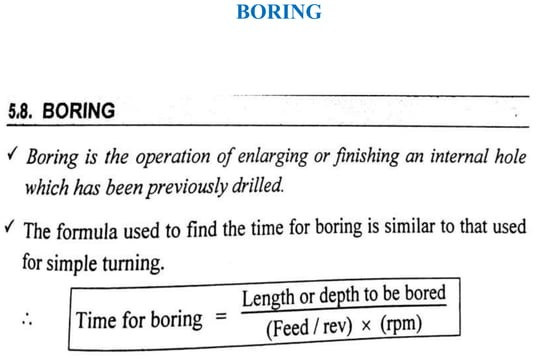 BORING
5.8. BORING
✓ Boring is the operation of enlarging or finishing an internal hole
which has been previously drilled.
✓ The formula used to find the time for boring is similar to that used
for simple turning.
∴ Time for boring = Length or depth to be bored / (Feed / rev) × (rpm)